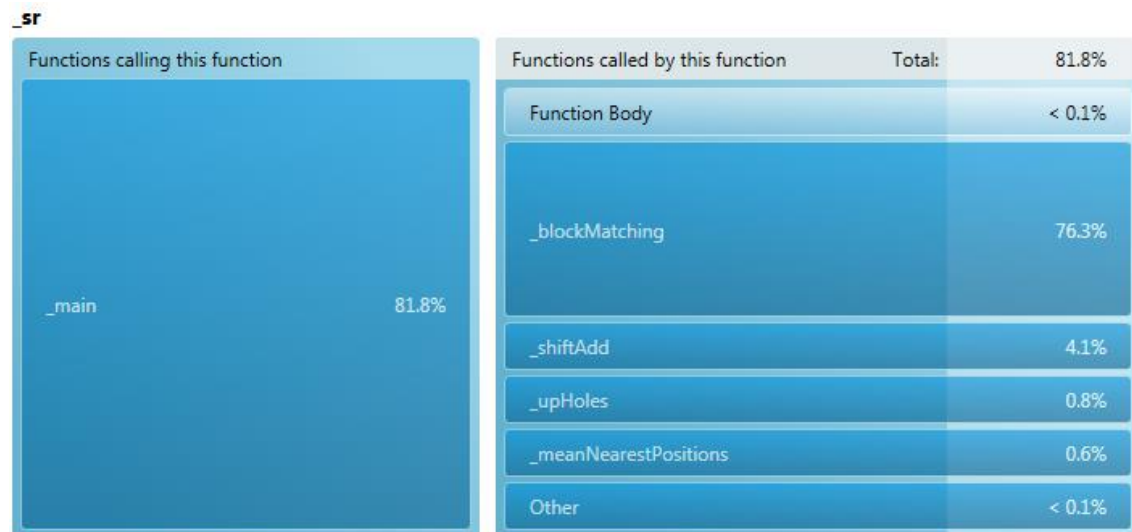 _sr
Functions calling this function
_main 81.8%
Functions called by this function Total: 81.8%
Function Body < 0.1%
_blockMatching 76.3%
_shiftAdd 4.1%
_upHoles 0.8%
_meanNearestPositions 0.6%
Other < 0.1%